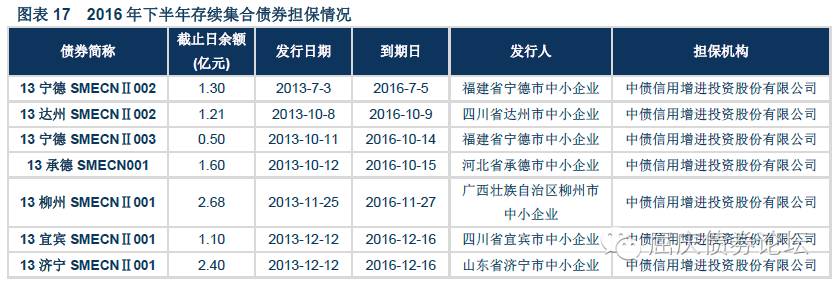 图表 17 2016 年下半年存续集合债券担保情况
债券简称 截止日余额(亿元) 发行日期 到期日 发行人 担保机构
13 宁德 SMECNⅡ002 1.30 2013-7-3 2016-7-5 福建省宁德市中小企业 中债信用增进投资股份有限公司
13 达州 SMECNⅡ002 1.21 2013-10-8 2016-10-9 四川省达州市中小企业 中债信用增进投资股份有限公司
13 宁德 SMECNⅡ003 0.50 2013-10-11 2016-10-14 福建省宁德市中小企业 中债信用增进投资股份有限公司
13 承德 SMECN001 1.60 2013-10-12 2016-10-15 河北省承德市中小企业 中债信用增进投资股份有限公司
13 柳州 SMECNⅡ001 2.68 2013-11-25 2016-11-27 广西壮族自治区柳州市中小企业 中债信用增进投资股份有限公司
13 宜宾 SMECNⅡ001 1.10 2013-12-12 2016-12-16 四川省宜宾市中小企业 中债信用增进投资股份有限公司
13 济宁 SMECNⅡ001 2.40 2013-12-12 2016-12-16 山东省济宁市中小企业 中债信用增进投资股份有限公司
屈庆债券论坛